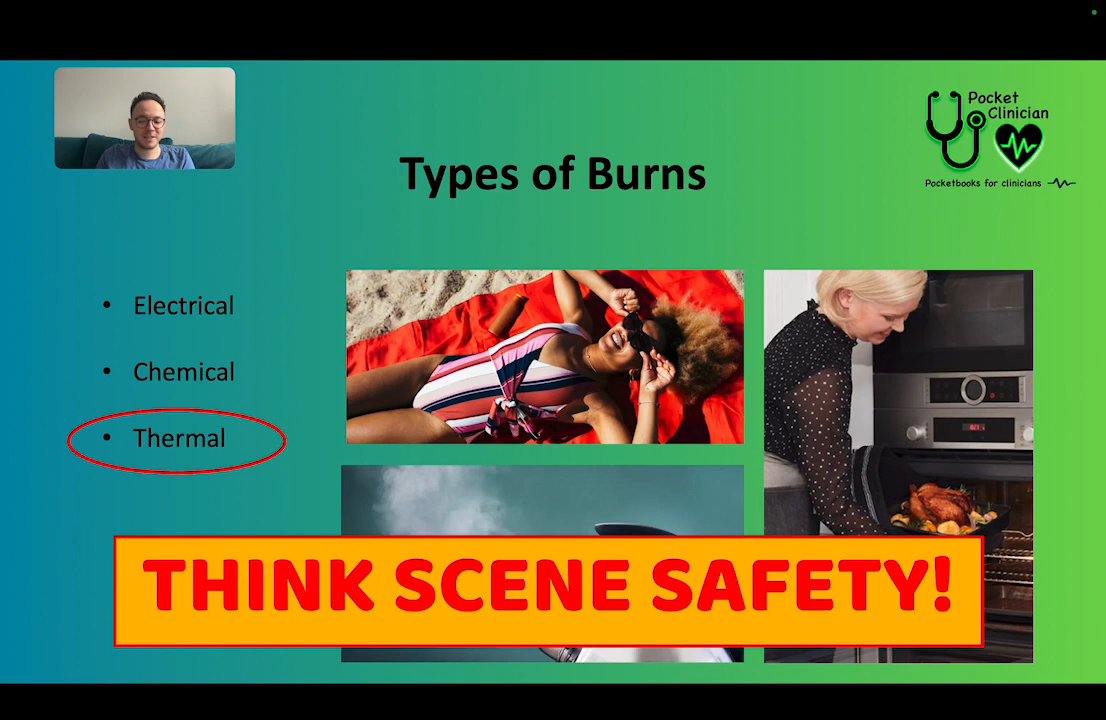 Pocket
Clinician
Pocketbooks for clinicians
Types of Burns
• Electrical
• Chemical
• Thermal
THINK SCENE SAFETY!